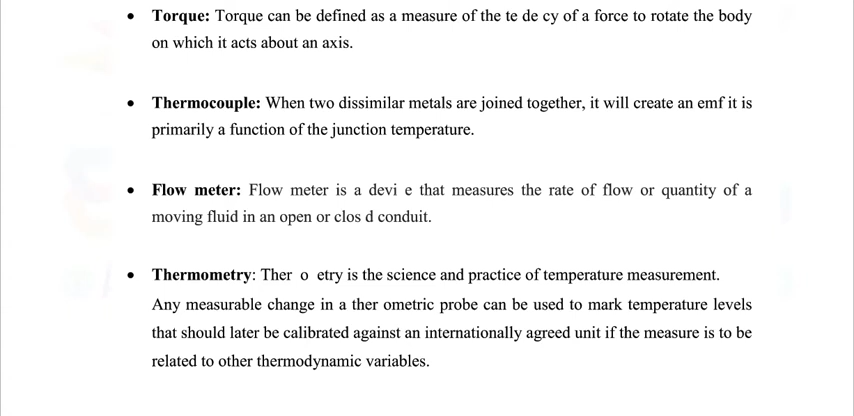 • Torque: Torque can be defined as a measure of the te de cy of a force to rotate the body
on which it acts about an axis.
• Thermocouple: When two dissimilar metals are joined together, it will create an emf it is
primarily a function of the junction temperature.
• Flow meter: Flow meter is a devi e that measures the rate of flow or quantity of a
moving fluid in an open or clos d conduit.
• Thermometry: Ther o etry is the science and practice of temperature measurement.
Any measurable change in a ther ometric probe can be used to mark temperature levels
that should later be calibrated against an internationally agreed unit if the measure is to be
related to other thermodynamic variables.